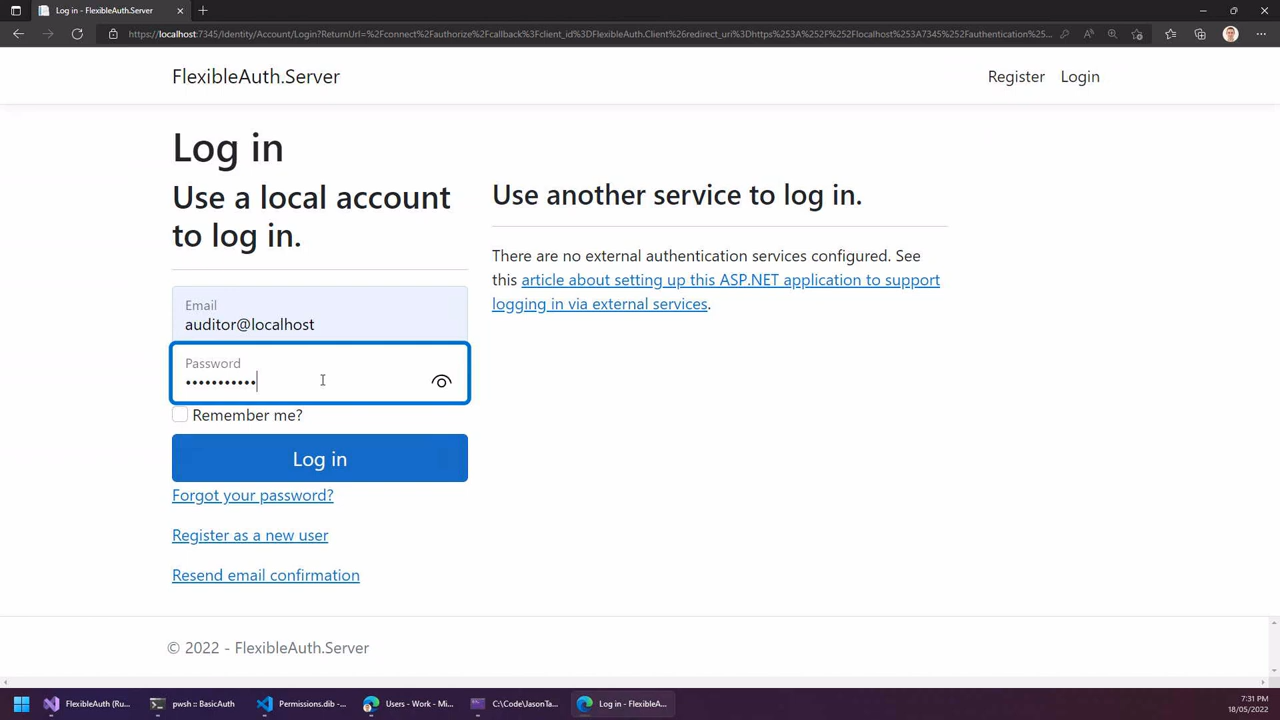 Log in - FlexibleAuth.Server
https://localhost:7345/Identity/Account/Login?ReturnUrl=%2Fconnect%2Fauthorize%2Fcallback%3Fclient_id%3DFlexibleAuth.Client%26redirect_uri%3Dhttps%253A%252F%252Flocalhost%253A7345%252Fauthentication%25...
FlexibleAuth.Server
Register
Login
Log in
Use a local account
to log in.
Email
auditor@localhost
Password
•••••••••••
Remember me?
Log in
Forgot your password?
Register as a new user
Resend email confirmation
Use another service to log in.
There are no external authentication services configured. See
this article about setting up this ASP.NET application to support
logging in via external services.
© 2022 - FlexibleAuth.Server
FlexibleAuth (Ru...
pwsh :: BasicAuth
Permissions.dib -...
Users - Work - Mi...
C:\Code\JasonTa...
Log in - FlexibleA...
7:31 PM
18/05/2022